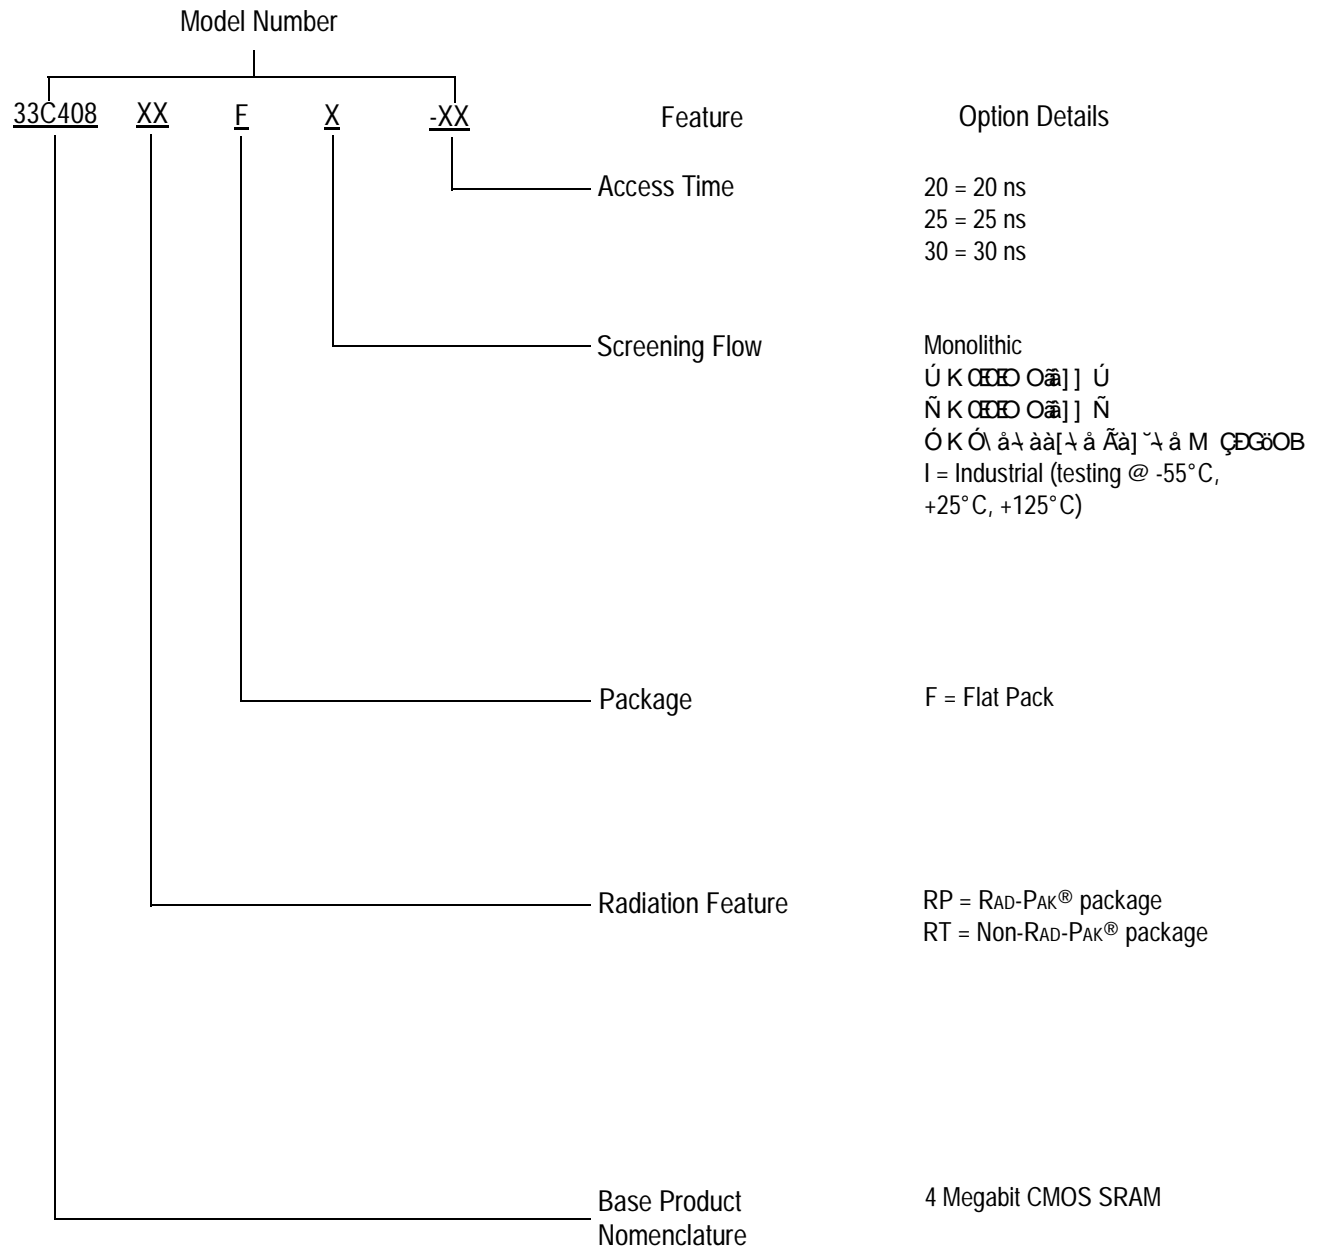 Model Number
33C408 XX F X -XX Feature Option Details
Access Time 20 = 20 ns
25 = 25 ns
30 = 30 ns
Screening Flow Monolithic
I = Industrial (testing @ -55°C,
+25°C, +125°C)
Package F = Flat Pack
Radiation Feature RP = RAD-PAK® package
RT = Non-RAD-PAK® package
Base Product 4 Megabit CMOS SRAM
Nomenclature